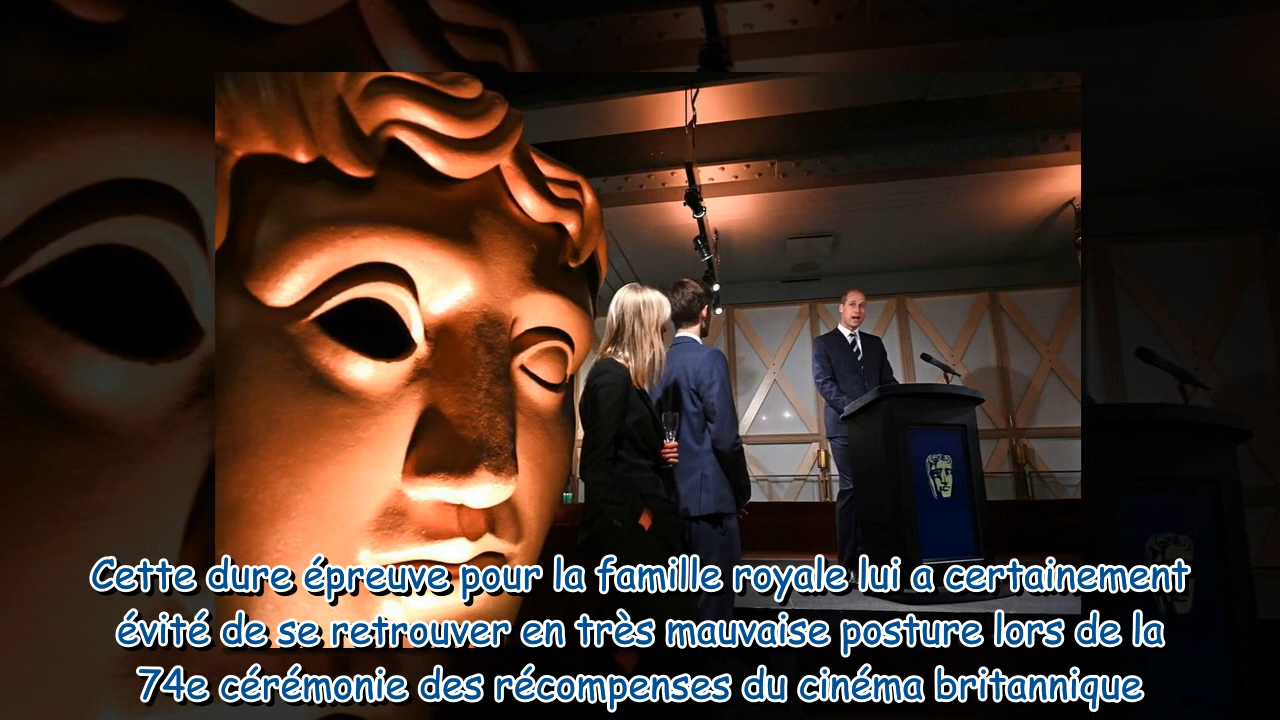 Cette dure épreuve pour la famille royale lui a certainement
évité de se retrouver en très mauvaise posture lors de la
74e cérémonie des récompenses du cinéma britannique